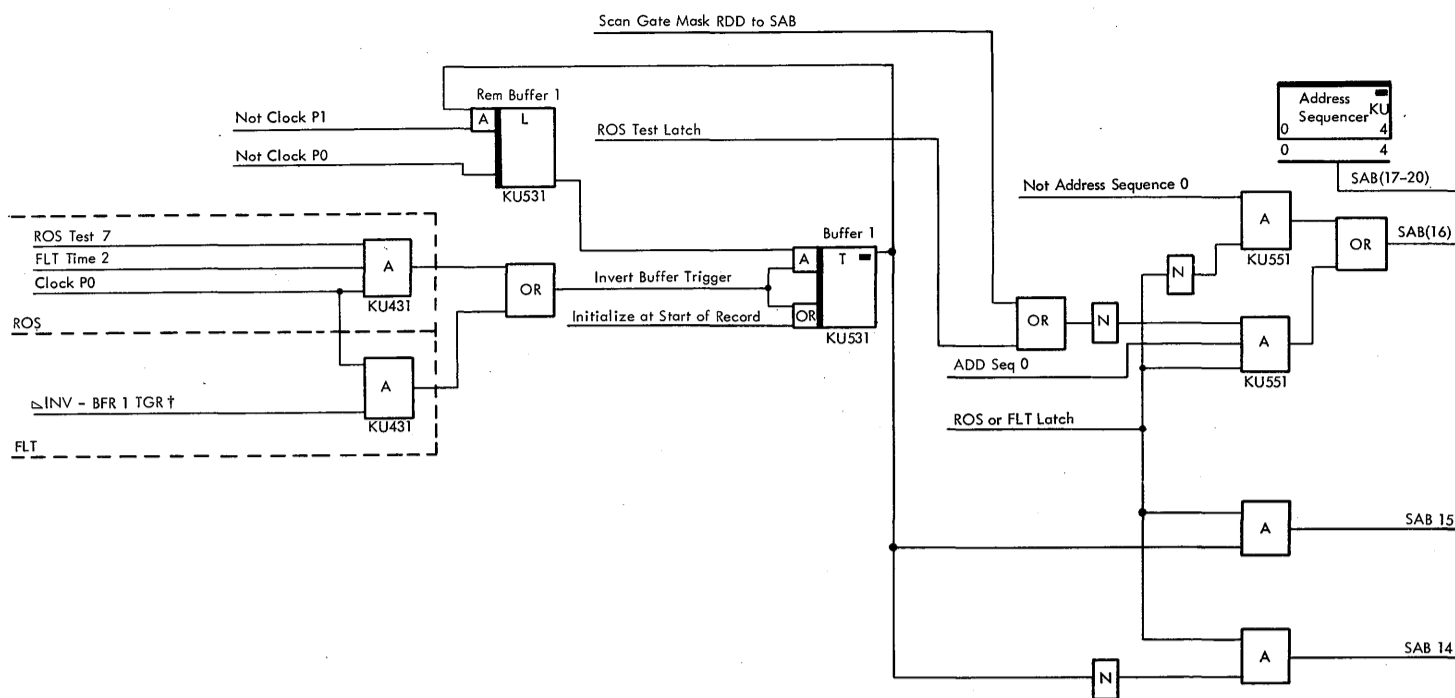 Scan Gate Mask RDD to SAB
Rem Buffer 1
A
L
Not Clock P1
Not Clock P0
KU531
ROS Test Latch
Address
Sequencer
KU
0 4
0 4
SAB(17-20)
Not Address Sequence 0
A
KU551
OR
SAB(16)
N
ROS Test 7
FLT Time 2
Clock P0
A
KU431
ROS
OR
Invert Buffer Trigger
Initialize at Start of Record
Buffer 1
A
T
OR
KU531
OR
N
A
KU551
ADD Seq 0
A
KU431
⊾INV - BFR 1 TGR †
FLT
ROS or FLT Latch
A
SAB 15
A
SAB 14
N